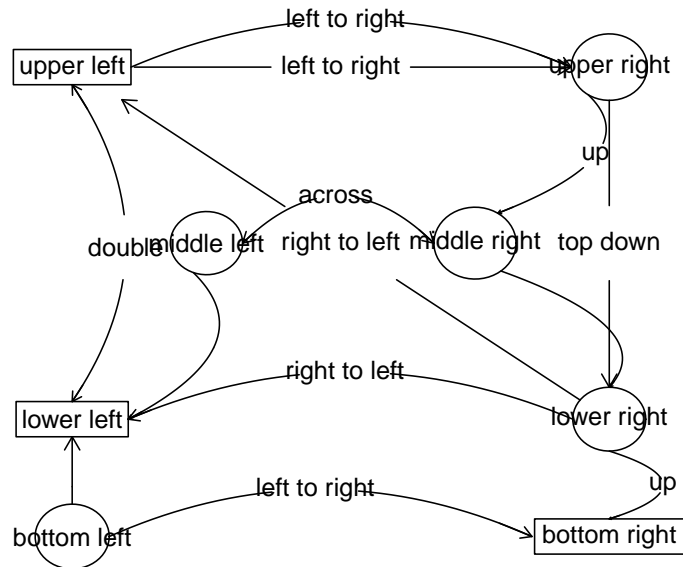 left to right
upper left
left to right
upper right
up
across
double
middle left
right to left
middle right
top down
right to left
lower left
lower right
left to right
up
bottom left
bottom right